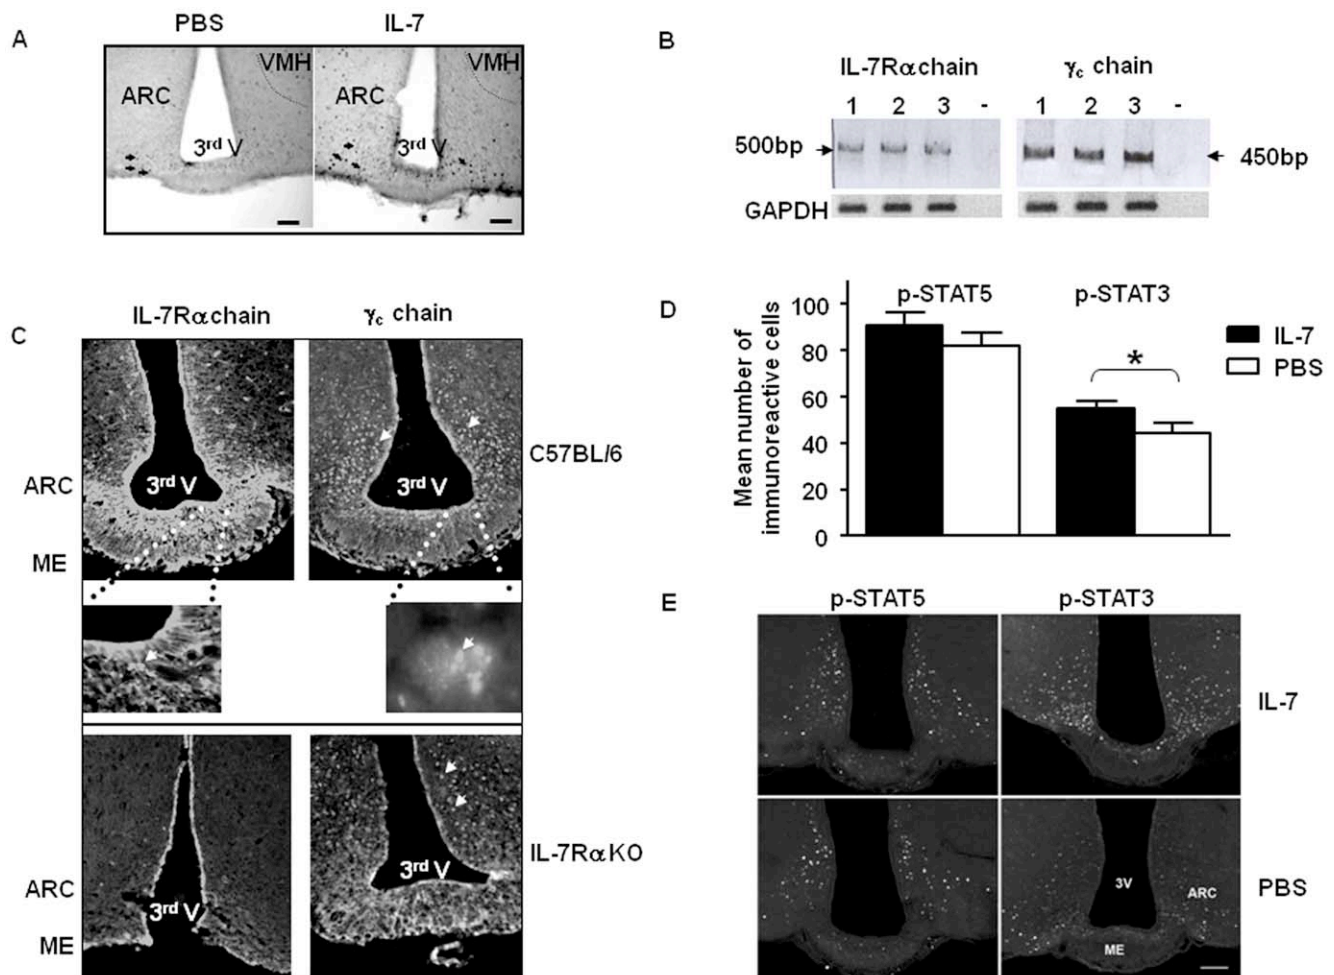 A
PBS
IL-7
VMH
VMH
ARC
ARC
3rd V
3rd V
B
IL-7Rα chain
γc chain
1 2 3 -
1 2 3 -
500bp
450bp
GAPDH
C
IL-7Rα chain
γc chain
C57BL/6
3rd V
3rd V
ARC
ME
IL-7Rα KO
3rd V
3rd V
ARC
ME
D
Mean number of
immunoreactive cells
100
80
60
40
20
0
p-STAT5
p-STAT3
*
IL-7
PBS
E
p-STAT5
p-STAT3
IL-7
PBS
3V
ARC
ME